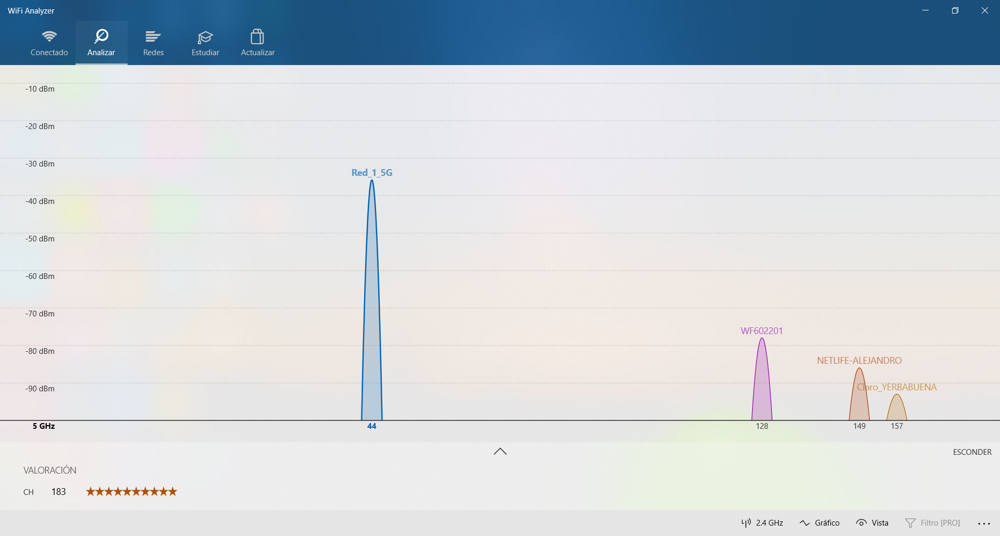 WiFi Analyzer
Conectado
Analizar
Redes
Estudiar
Actualizar
-10 dBm
-20 dBm
-30 dBm
Red_1_5G
-40 dBm
-50 dBm
-60 dBm
-70 dBm
WF602201
-80 dBm
NETLIFE-ALEJANDRO
-90 dBm
Claro_YERBABUENA
5 GHz
44
128
149
157
ESCONDER
VALORACIÓN
CH 183 ★★★★★★★★★★
2.4 GHz
Gráfico
Vista
Filtro [PRO]